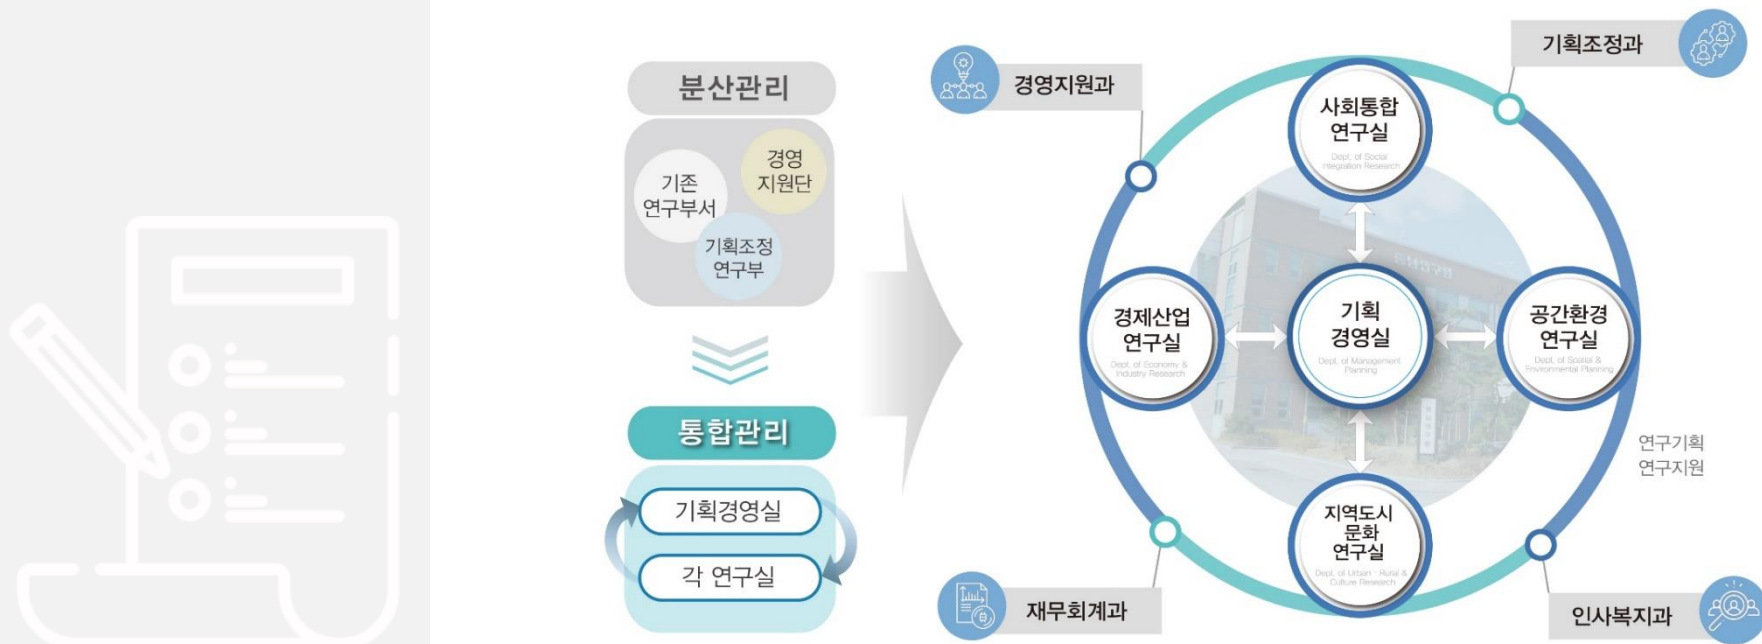 분산관리
기존
연구부서
경영
지원단
기획조정
연구부
통합관리
기획경영실
각 연구실
경영지원과
기획조정과
사회통합
연구실
Dept. of Social
Integration Research
경제산업
연구실
Dept. of Economy &
Industry Research
기획
경영실
Dept. of Management
Planning
공간환경
연구실
Dept. of Spatial &
Environmental Planning
지역도시
문화
연구실
Dept. of Urban · Rural &
Culture Research
연구기획
연구지원
재무회계과
인사복지과